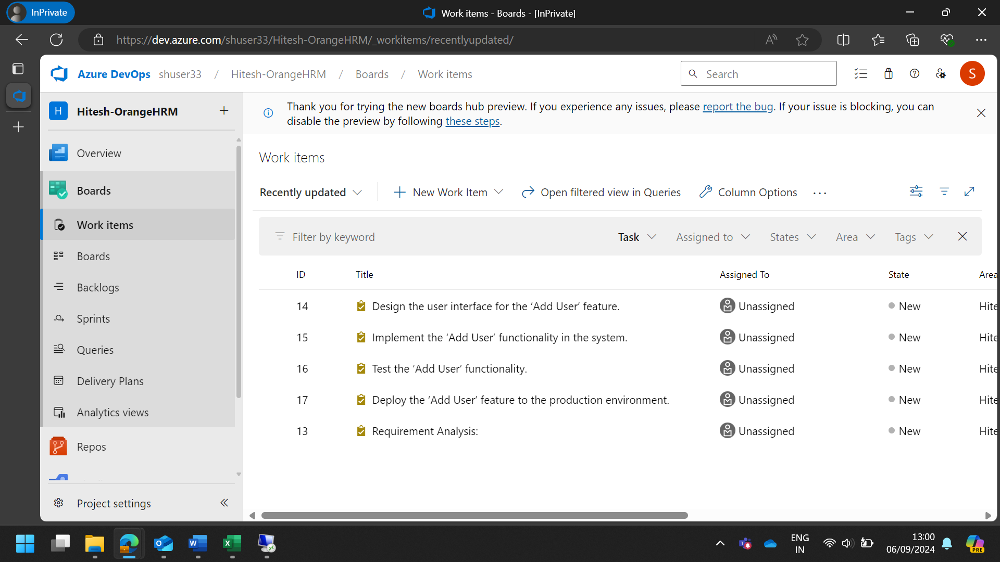 InPrivate
Work items - Boards - [InPrivate]
https://dev.azure.com/shuser33/Hitesh-OrangeHRM/_workitems/recentlyupdated/
Azure DevOps shuser33 / Hitesh-OrangeHRM / Boards / Work items
Search
S
H Hitesh-OrangeHRM
Thank you for trying the new boards hub preview. If you experience any issues, please report the bug. If your issue is blocking, you can
disable the preview by following these steps.
Overview
Boards
Work items
Boards
Backlogs
Sprints
Queries
Delivery Plans
Analytics views
Repos
Project settings
Work items
Recently updated
New Work Item
Open filtered view in Queries
Column Options
Filter by keyword
Task
Assigned to
States
Area
Tags
ID Title Assigned To State Area
14 Design the user interface for the ‘Add User’ feature. Unassigned New Hite
15 Implement the ‘Add User’ functionality in the system. Unassigned New Hite
16 Test the ‘Add User’ functionality. Unassigned New Hite
17 Deploy the ‘Add User’ feature to the production environment. Unassigned New Hite
13 Requirement Analysis: Unassigned New Hite
ENG
IN
13:00
06/09/2024
PRE